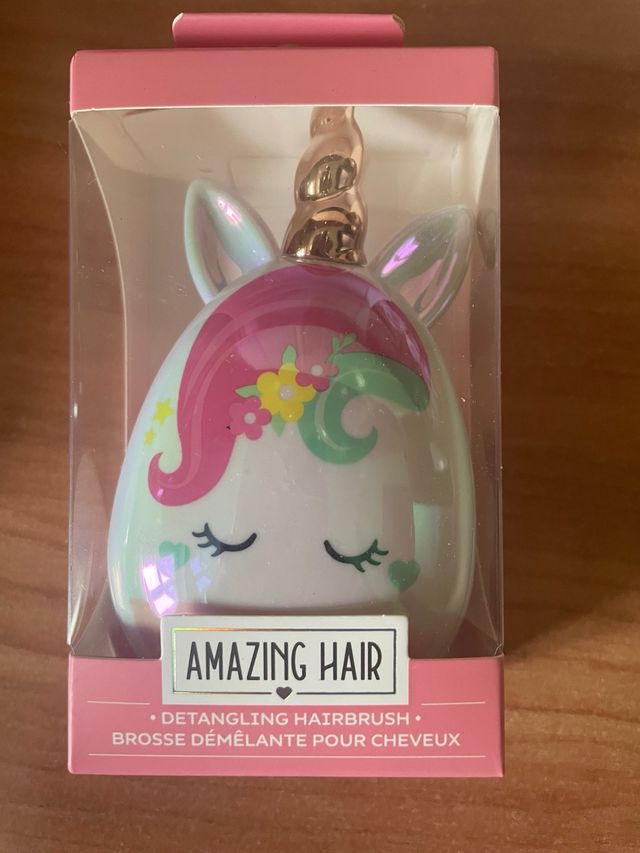 AMAZING HAIR
• DETANGLING HAIRBRUSH •
BROSSE DÉMÊLANTE POUR CHEVEUX